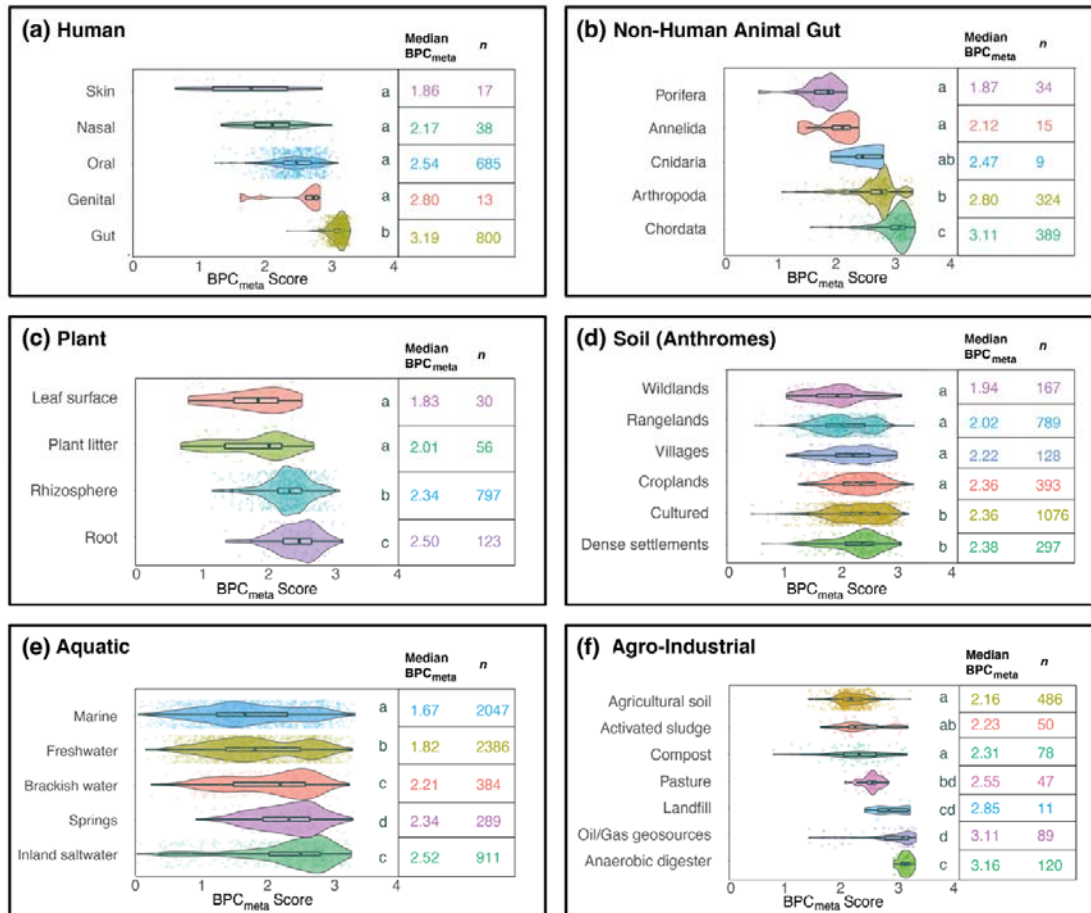 (a) Human
Median BPCmeta n
Skin a 1.86 17
Nasal a 2.17 38
Oral a 2.54 685
Genital a 2.80 13
Gut b 3.19 800
0 1 2 3 4
BPCmeta Score
(b) Non-Human Animal Gut
Median BPCmeta n
Porifera a 1.87 34
Annelida a 2.12 15
Cnidaria ab 2.47 9
Arthropoda b 2.80 324
Chordata c 3.11 389
0 1 2 3 4
BPCmeta Score
(c) Plant
Median BPCmeta n
Leaf surface a 1.83 30
Plant litter a 2.01 56
Rhizosphere b 2.34 797
Root c 2.50 123
0 1 2 3 4
BPCmeta Score
(d) Soil (Anthromes)
Median BPCmeta n
Wildlands a 1.94 167
Rangelands a 2.02 789
Villages a 2.22 128
Croplands a 2.36 393
Cultured b 2.36 1076
Dense settlements b 2.38 297
0 1 2 3 4
BPCmeta Score
(e) Aquatic
Median BPCmeta n
Marine a 1.67 2047
Freshwater b 1.82 2386
Brackish water c 2.21 384
Springs d 2.34 289
Inland saltwater c 2.52 911
0 1 2 3 4
BPCmeta Score
(f) Agro-Industrial
Median BPCmeta n
Agricultural soil a 2.16 486
Activated sludge ab 2.23 50
Compost a 2.31 78
Pasture bd 2.55 47
Landfill cd 2.85 11
Oil/Gas geosources d 3.11 89
Anaerobic digester c 3.16 120
0 1 2 3 4
BPCmeta Score